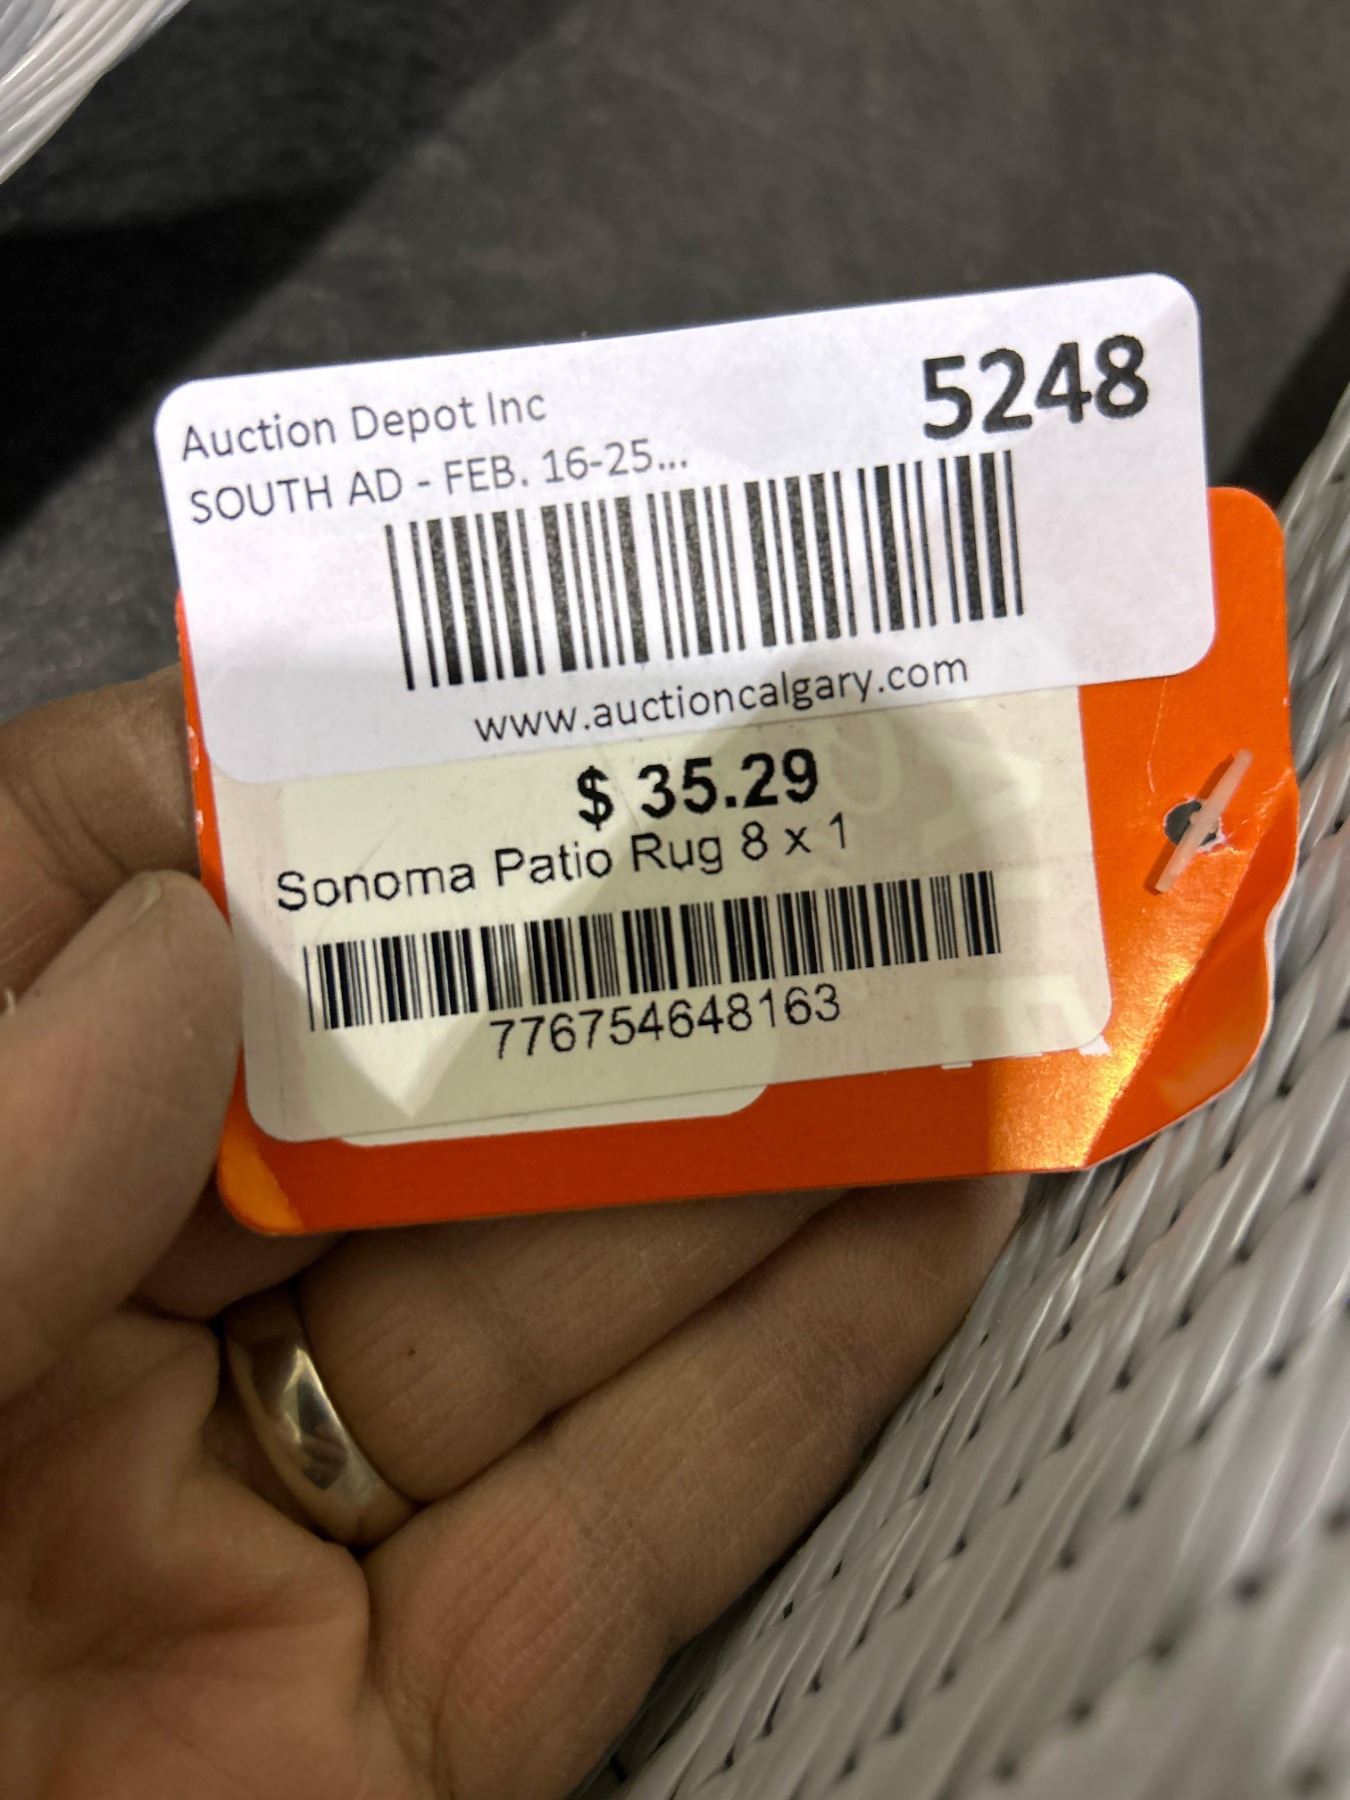 Auction Depot Inc
5248
SOUTH AD - FEB. 16-25...
www.auctioncalgary.com
$ 35.29
Sonoma Patio Rug 8 x 1
776754648163